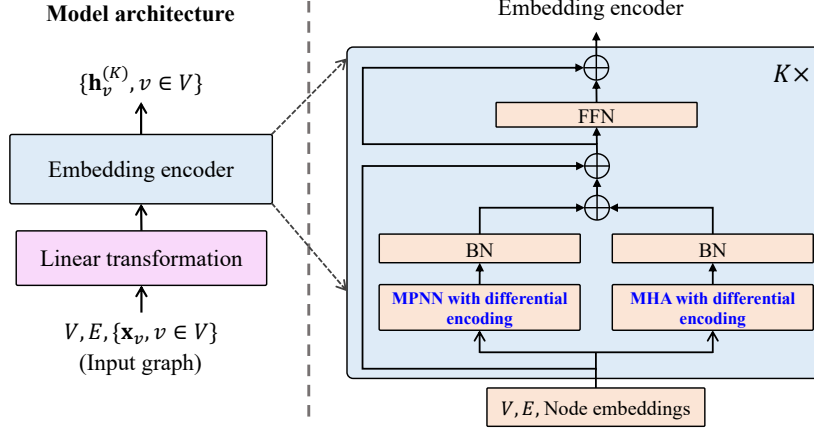 Model architecture
{𝐡_v^(K), v ∈ V}
Embedding encoder
Linear transformation
V, E, {𝐱_v, v ∈ V}
(Input graph)
Embedding encoder
K×
FFN
BN
BN
MPNN with differential
encoding
MHA with differential
encoding
V, E, Node embeddings